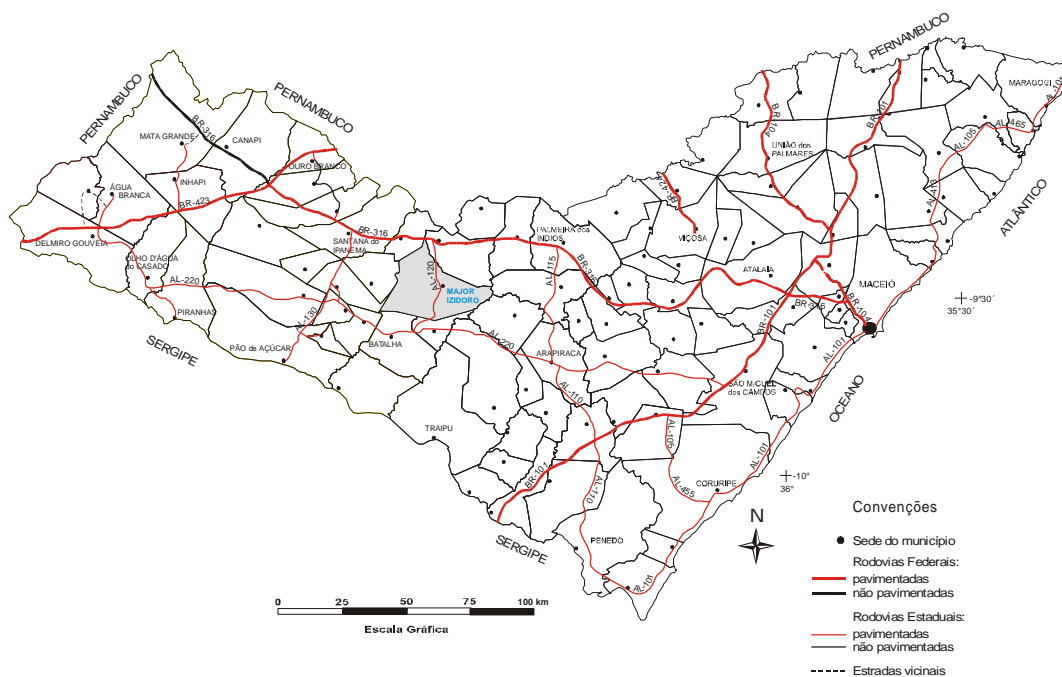 PERNAMBUCO
PERNAMBUCO
PERNAMBUCO
MARAGOGI
AL-101
AL-465
AL-105
BR-101
BR-104
BR-316
MATA GRANDE
CANAPI
OURO BRANCO
UNIÃO dos
PALMARES
INHAPI
ÁGUA
BRANCA
BR-423
BR-424
AL-413
ATLÂNTICO
DELMIRO GOUVEIA
BR-316
SANTANA do
IPANEMA
PALMEIRA dos
ÍNDIOS
VIÇOSA
OLHO D'ÁGUA
do CASADO
AL-220
AL-120
MAJOR
IZIDORO
AL-115
BR-316
ATALAIA
MACEIÓ
BR-104
BR-316
-9°30´
35°30´
PIRANHAS
AL-130
SERGIPE
PÃO de AÇÚCAR
BATALHA
AL-220
ARAPIRACA
BR-101
AL-101
OCEANO
SÃO MIGUEL
dos CAMPOS
AL-110
TRAIPU
AL-105
AL-101
BR-101
AL-110
AL-455
CORURIPE
-10°
36°
SERGIPE
PENEDO
AL-101
N
0 25 50 75 100 km
Escala Gráfica
Convenções
Sede do município
Rodovias Federais:
pavimentadas
não pavimentadas
Rodovias Estaduais:
pavimentadas
não pavimentadas
Estradas vicinais